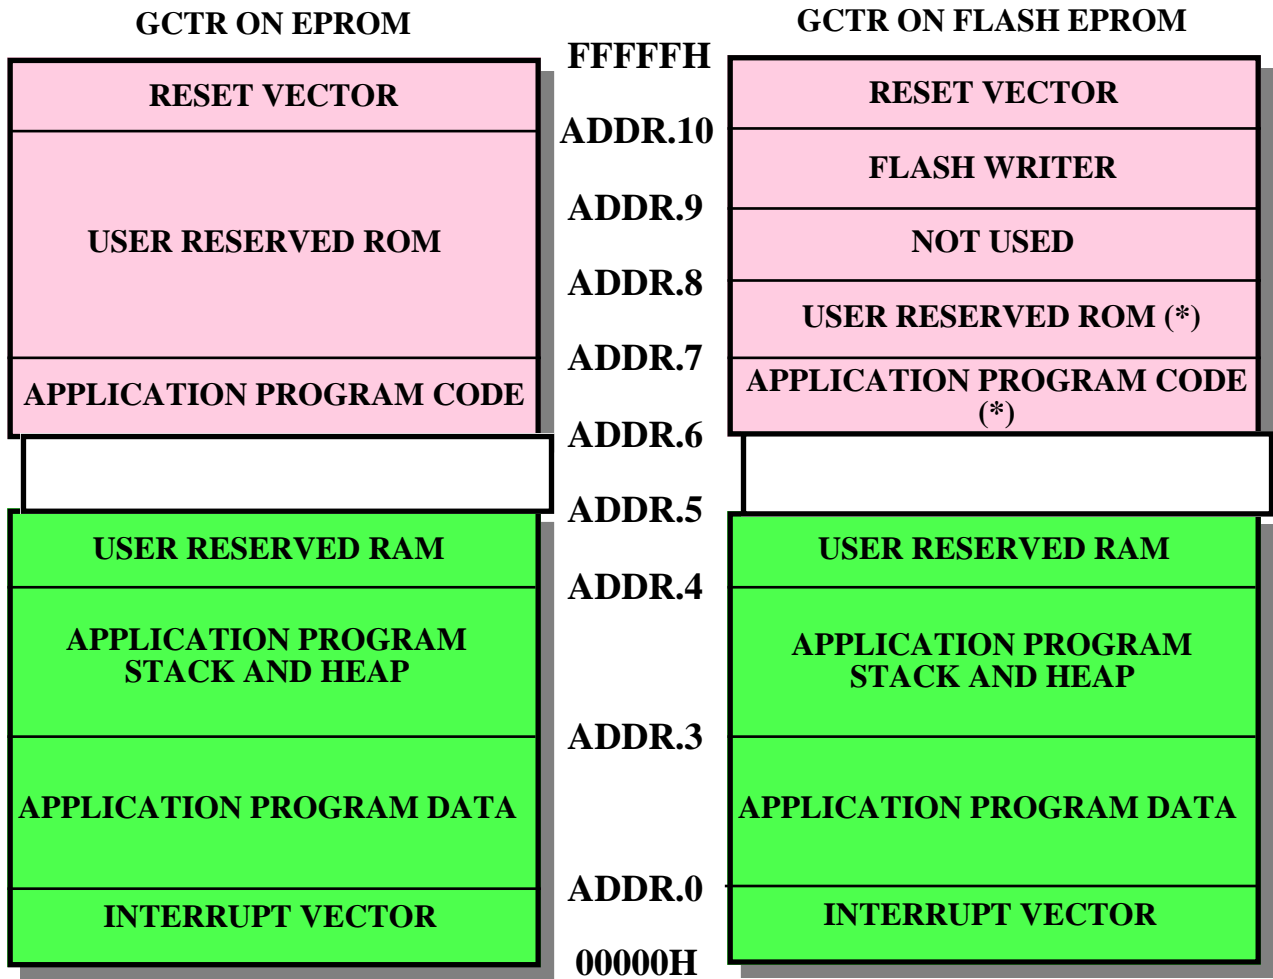 GCTR ON EPROM
RESET VECTOR
USER RESERVED ROM
APPLICATION PROGRAM CODE
USER RESERVED RAM
APPLICATION PROGRAM
STACK AND HEAP
APPLICATION PROGRAM DATA
INTERRUPT VECTOR
FFFFFH
ADDR.10
ADDR.9
ADDR.8
ADDR.7
ADDR.6
ADDR.5
ADDR.4
ADDR.3
ADDR.0
00000H
GCTR ON FLASH EPROM
RESET VECTOR
FLASH WRITER
NOT USED
USER RESERVED ROM (*)
APPLICATION PROGRAM CODE
(*)
USER RESERVED RAM
APPLICATION PROGRAM
STACK AND HEAP
APPLICATION PROGRAM DATA
INTERRUPT VECTOR